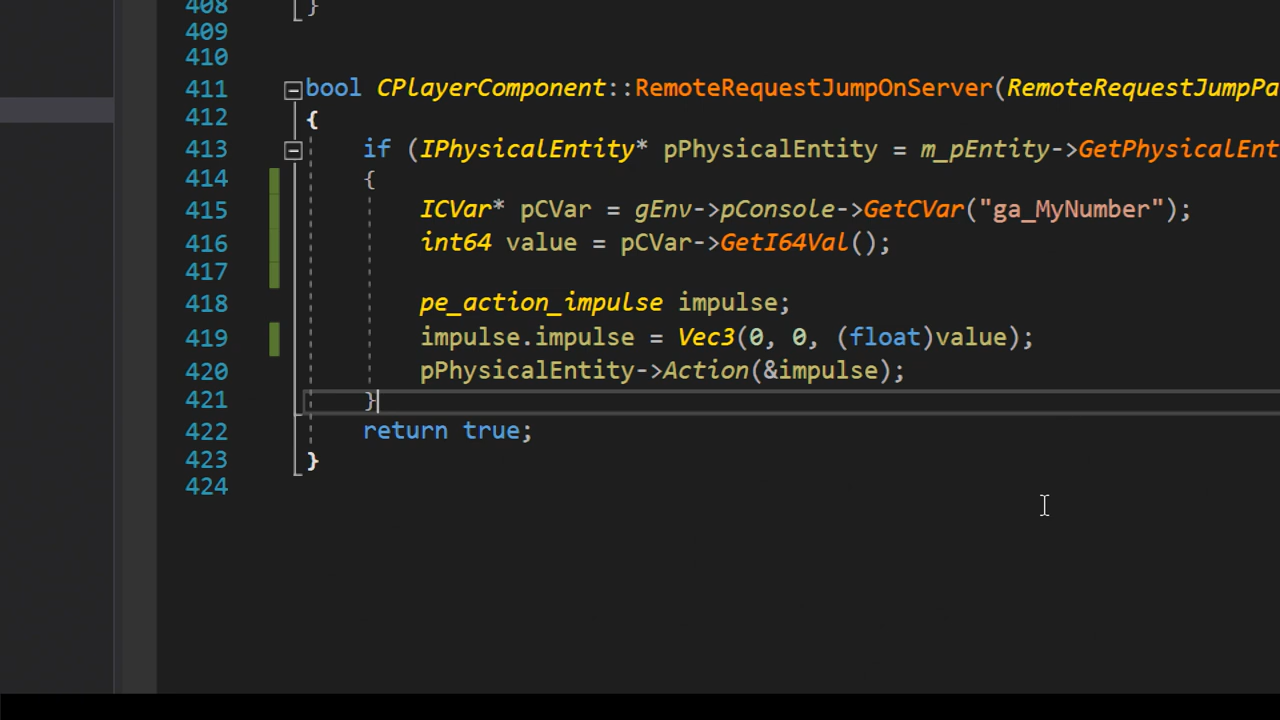 408 }
409
410
411 bool CPlayerComponent::RemoteRequestJumpOnServer(RemoteRequestJumpPa
412 {
413 if (IPhysicalEntity* pPhysicalEntity = m_pEntity->GetPhysicalEnt
414 {
415 ICVar* pCVar = gEnv->pConsole->GetCVar("ga_MyNumber");
416 int64 value = pCVar->GetI64Val();
417
418 pe_action_impulse impulse;
419 impulse.impulse = Vec3(0, 0, (float)value);
420 pPhysicalEntity->Action(&impulse);
421 }
422 return true;
423 }
424